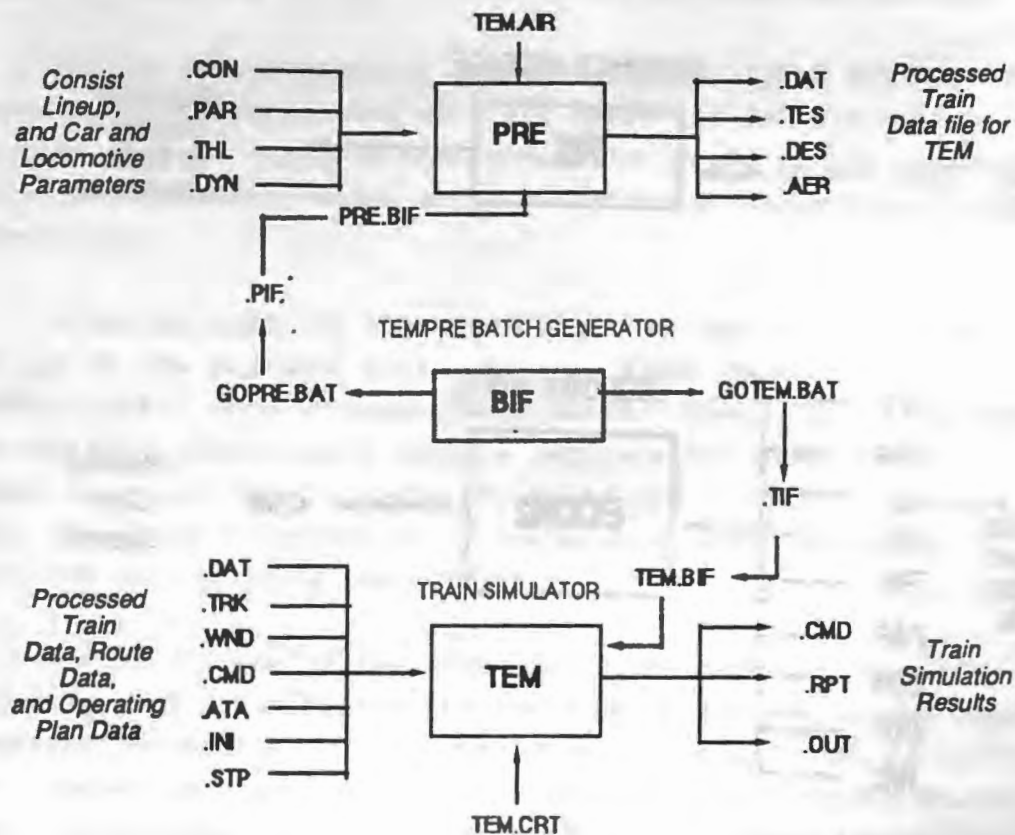 TEM.AIR
Consist
Lineup,
and Car and
Locomotive
Parameters
.CON
.PAR
.THL
.DYN
PRE
.DAT
.TES
.DES
.AER
Processed
Train
Data file for
TEM
PRE.BIF
.PIF.
TEM/PRE BATCH GENERATOR
GOPRE.BAT
BIF
GOTEM.BAT
.TIF
TEM.BIF
Processed
Train
Data, Route
Data,
and Operating
Plan Data
.DAT
.TRK
.WND
.CMD
.ATA
.INI
.STP
TRAIN SIMULATOR
TEM
.CMD
.RPT
.OUT
Train
Simulation
Results
TEM.CRT